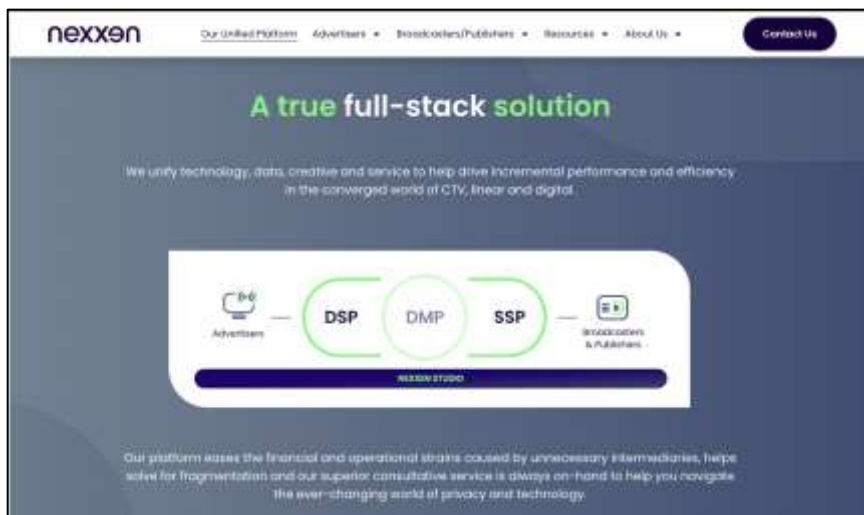 nexxen
Our Unified Platform Advertisers Broadcasters/Publishers Resources About Us Contact Us
A true full-stack solution
We unify technology, data, creative and service to help drive incremental performance and efficiency
in the converged world of CTV, linear and digital.
Advertisers
DSP DMP SSP
Broadcasters
& Publishers
NEXXEN STUDIO
Our platform eases the financial and operational strains caused by unnecessary intermediaries, helps
solve for fragmentation and our superior consultative service is always on-hand to help you navigate
the ever-changing world of privacy and technology.